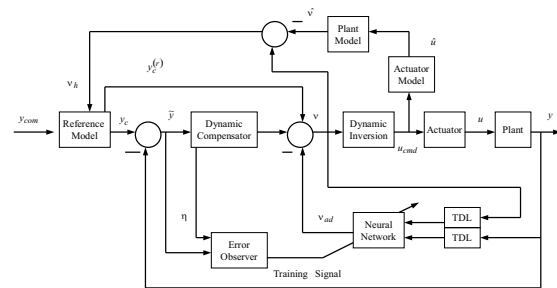 ν̂
Plant
Model
û
Actuator
Model
ν_h
y_c^(r)
y_com
Reference
Model
y_c
ỹ
Dynamic
Compensator
ν
Dynamic
Inversion
u_cmd
Actuator
u
Plant
y
η
ν_ad
Neural
Network
TDL
TDL
Error
Observer
Training Signal